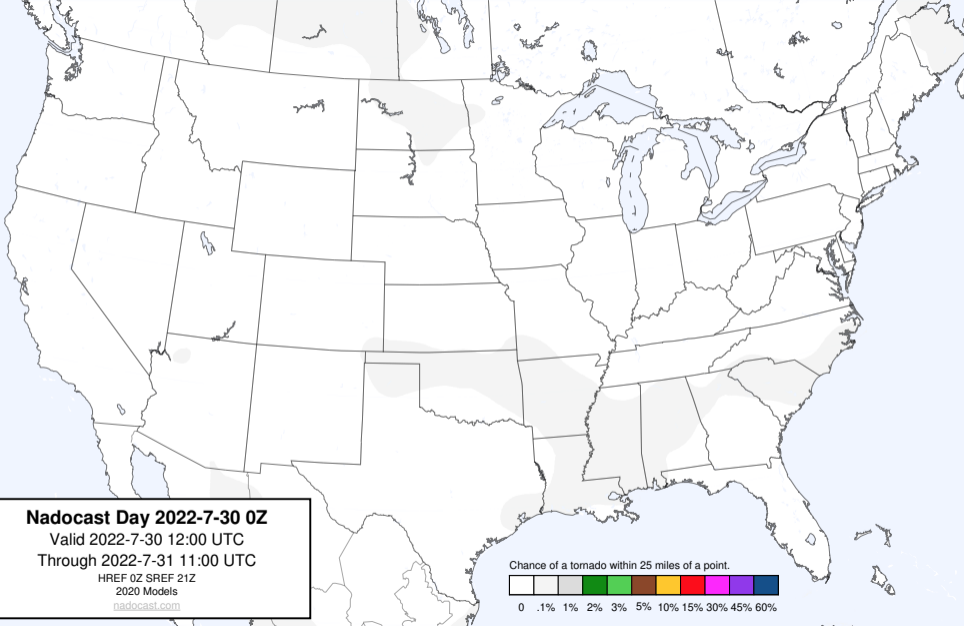 Nadocast Day 2022-7-30 0Z
Valid 2022-7-30 12:00 UTC
Through 2022-7-31 11:00 UTC
HREF 0Z SREF 21Z
2020 Models
nadocast.com
Chance of a tornado within 25 miles of a point.
0 .1% 1% 2% 3% 5% 10% 15% 30% 45% 60%